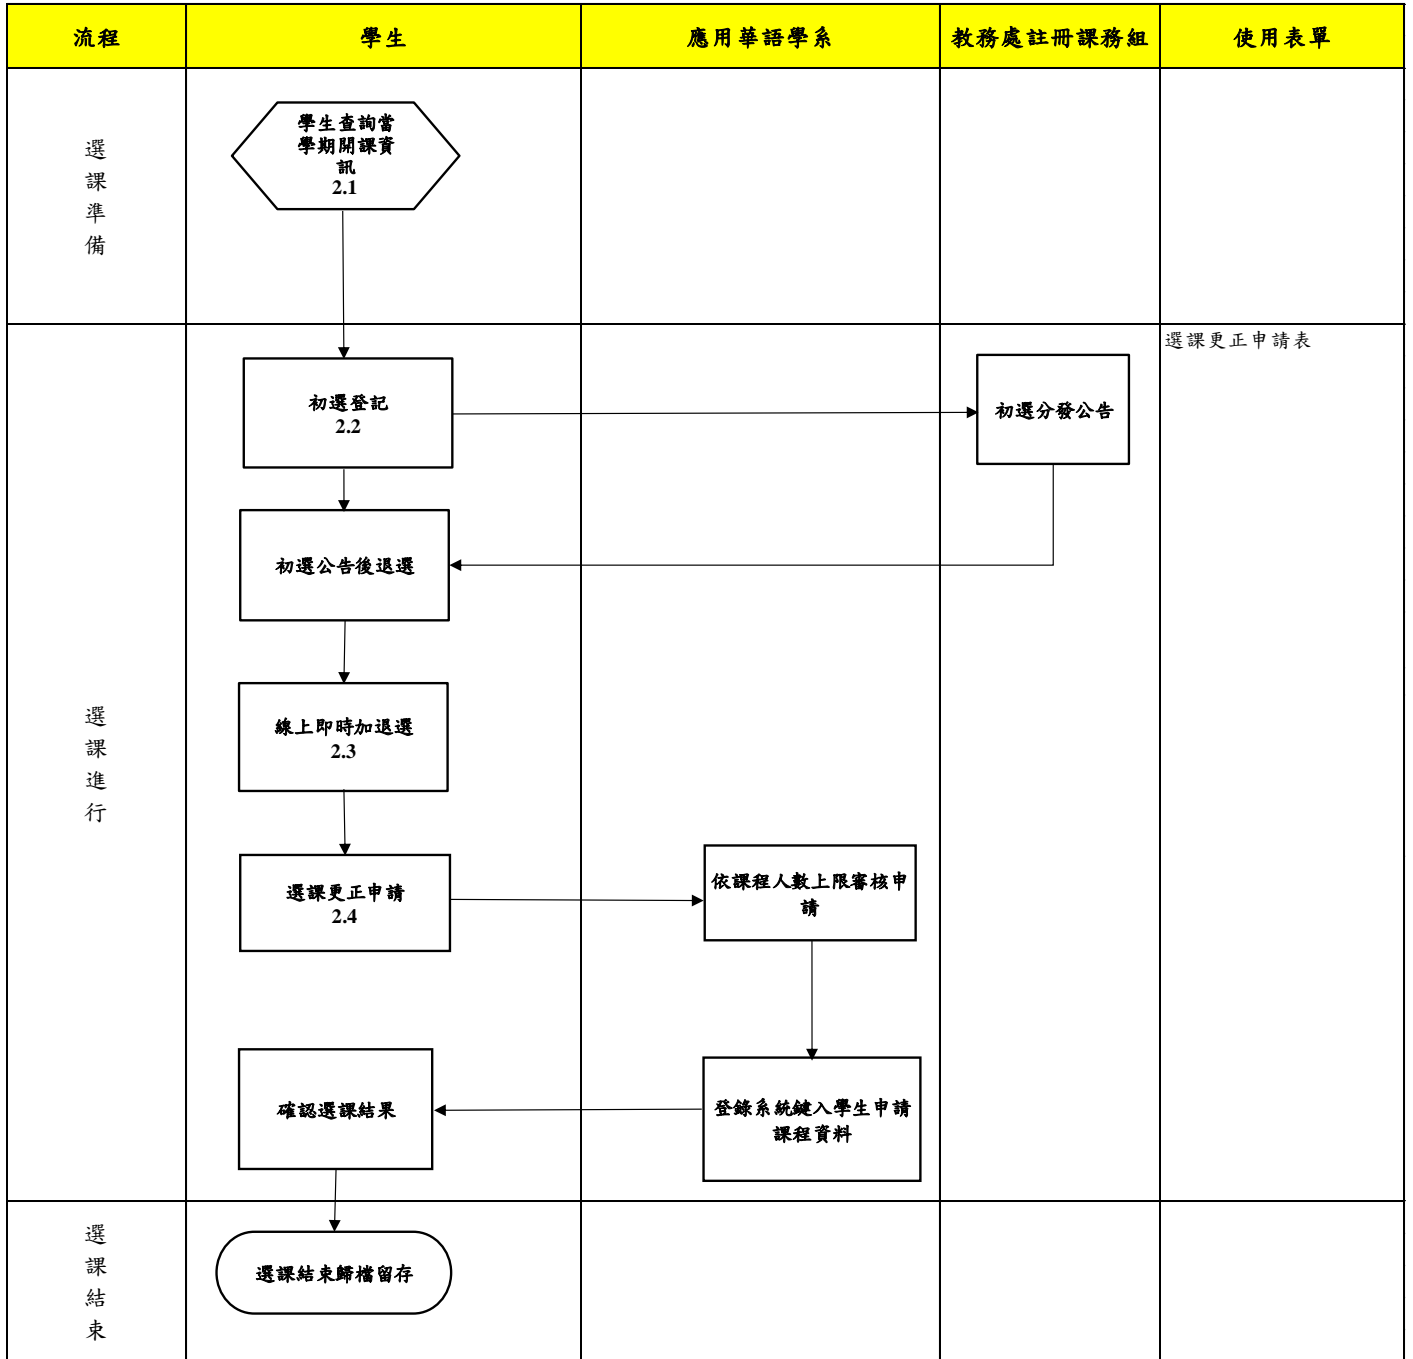 流程
學生
應用華語學系
教務處註冊課務組
使用表單
選
課
準
備
學生查詢當
學期開課資
訊
2.1
選
課
進
行
選課更正申請表
初選登記
2.2
初選分發公告
初選公告後退選
線上即時加退選
2.3
選課更正申請
2.4
依課程人數上限審核申
請
確認選課結果
登錄系統鍵入學生申請
課程資料
選
課
結
束
選課結束歸檔留存